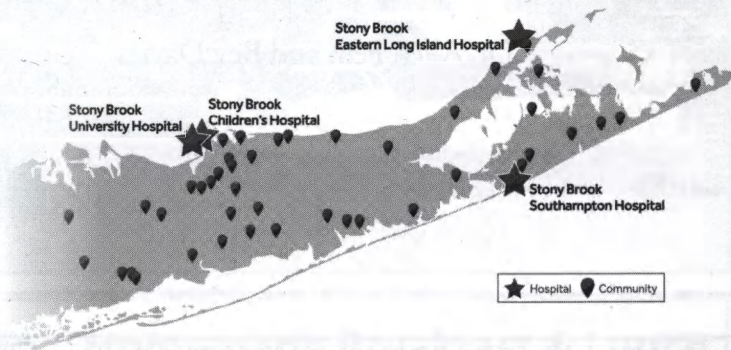 Stony Brook
Eastern Long Island Hospital
Stony Brook
University Hospital
Stony Brook
Children's Hospital
Stony Brook
Southampton Hospital
Hospital
Community